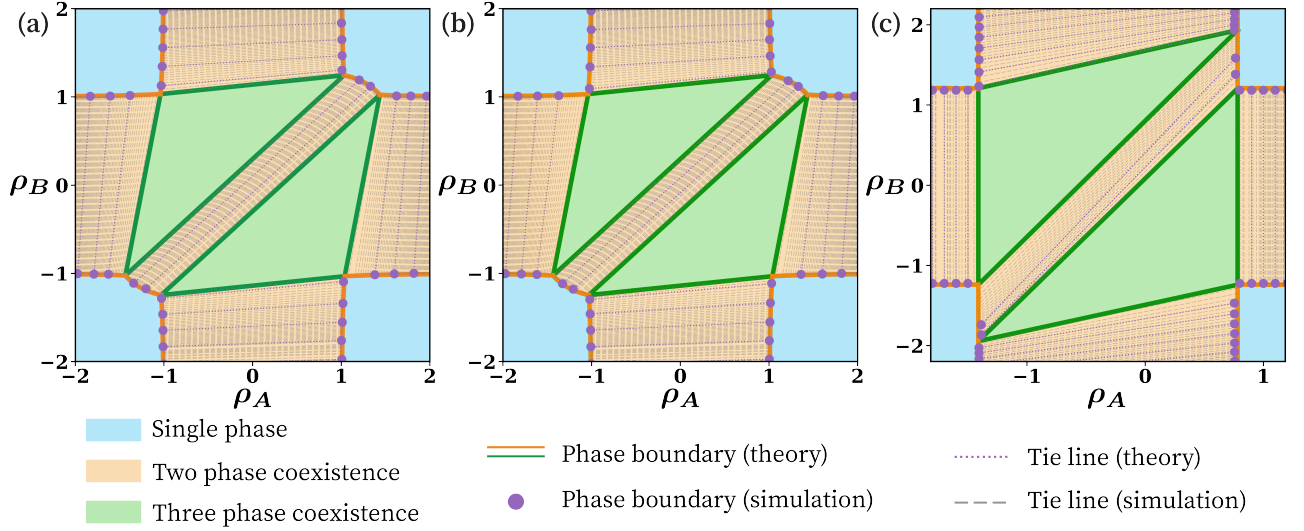 (a)
2
1
0
−1
−2
ρB
−2 −1 0 1 2
ρA
(b)
2
1
0
−1
−2
ρB
−2 −1 0 1 2
ρA
(c)
2
1
0
−1
−2
ρB
−1 0 1
ρA
Single phase
Two phase coexistence
Three phase coexistence
Phase boundary (theory)
Phase boundary (simulation)
Tie line (theory)
Tie line (simulation)